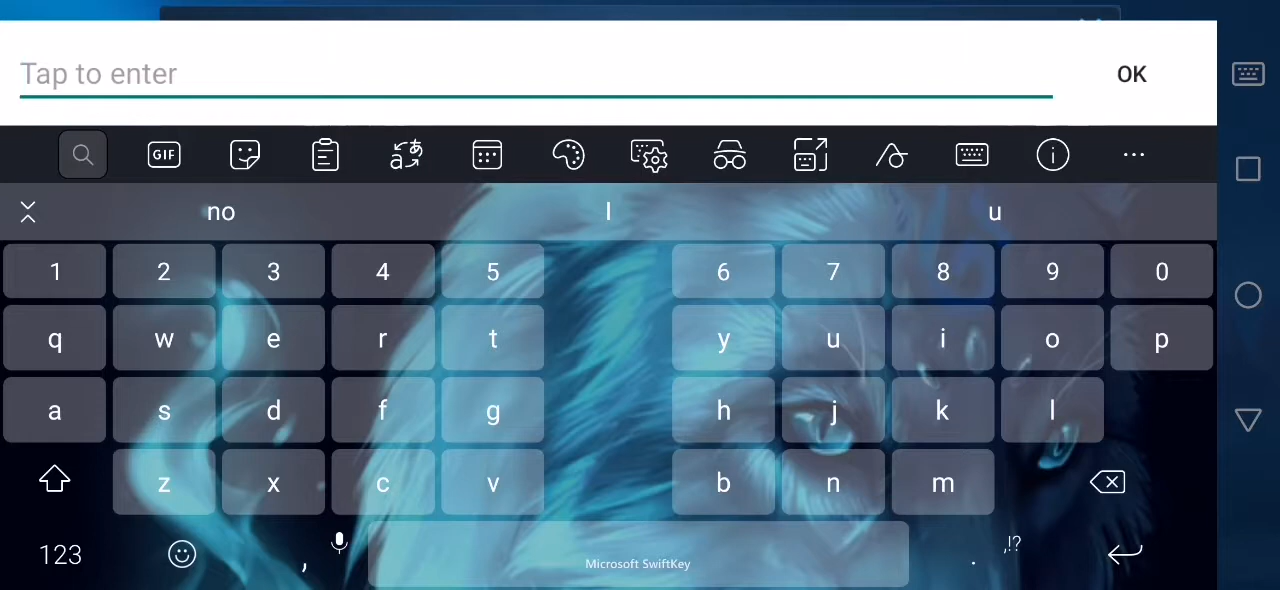 Tap to enter OK
GIF a あ
no l u
1 2 3 4 5 6 7 8 9 0
q w e r t y u i o p
a s d f g h j k l
z x c v b n m
123 , Microsoft SwiftKey . ,!?